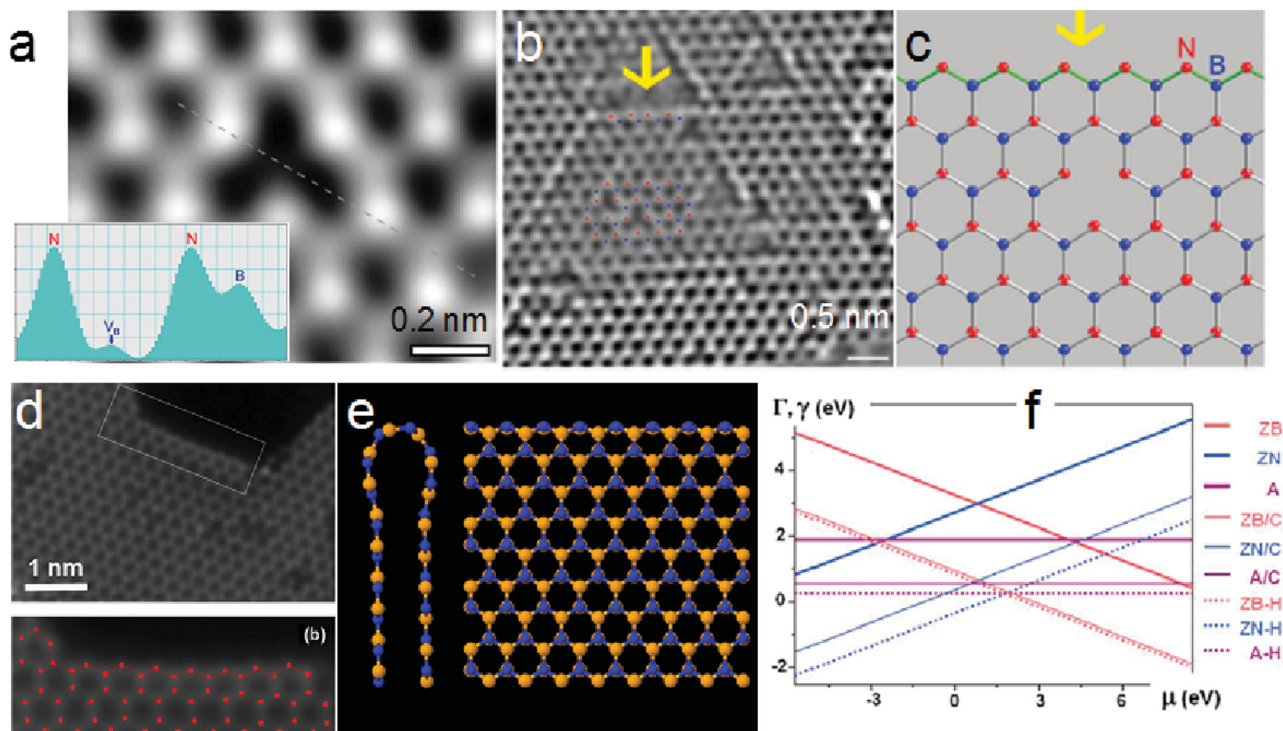 a
N
N
B
V_B
0.2 nm
b
0.5 nm
c
N
B
d
1 nm
(b)
e
f
Γ, γ (eV)
4
2
0
-2
-3
0
3
6
μ (eV)
ZB
ZN
A
ZB/C
ZN/C
A/C
ZB-H
ZN-H
A-H